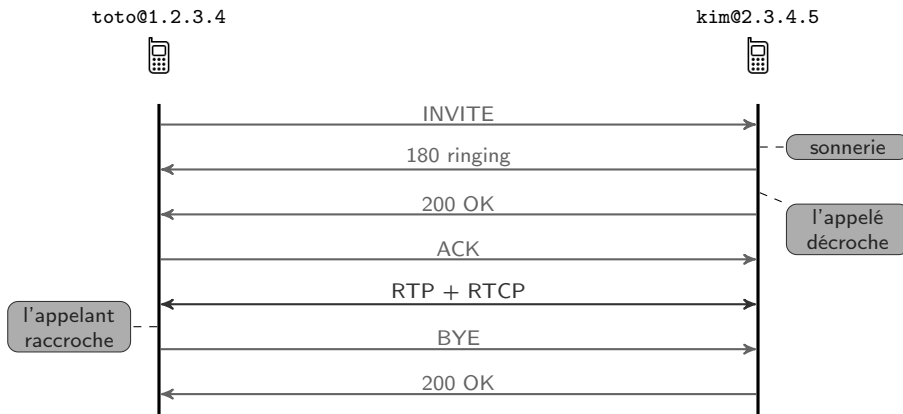 toto@1.2.3.4
kim@2.3.4.5
INVITE
sonnerie
180 ringing
200 OK
l'appelé
décroche
ACK
RTP + RTCP
l'appelant
raccroche
BYE
200 OK